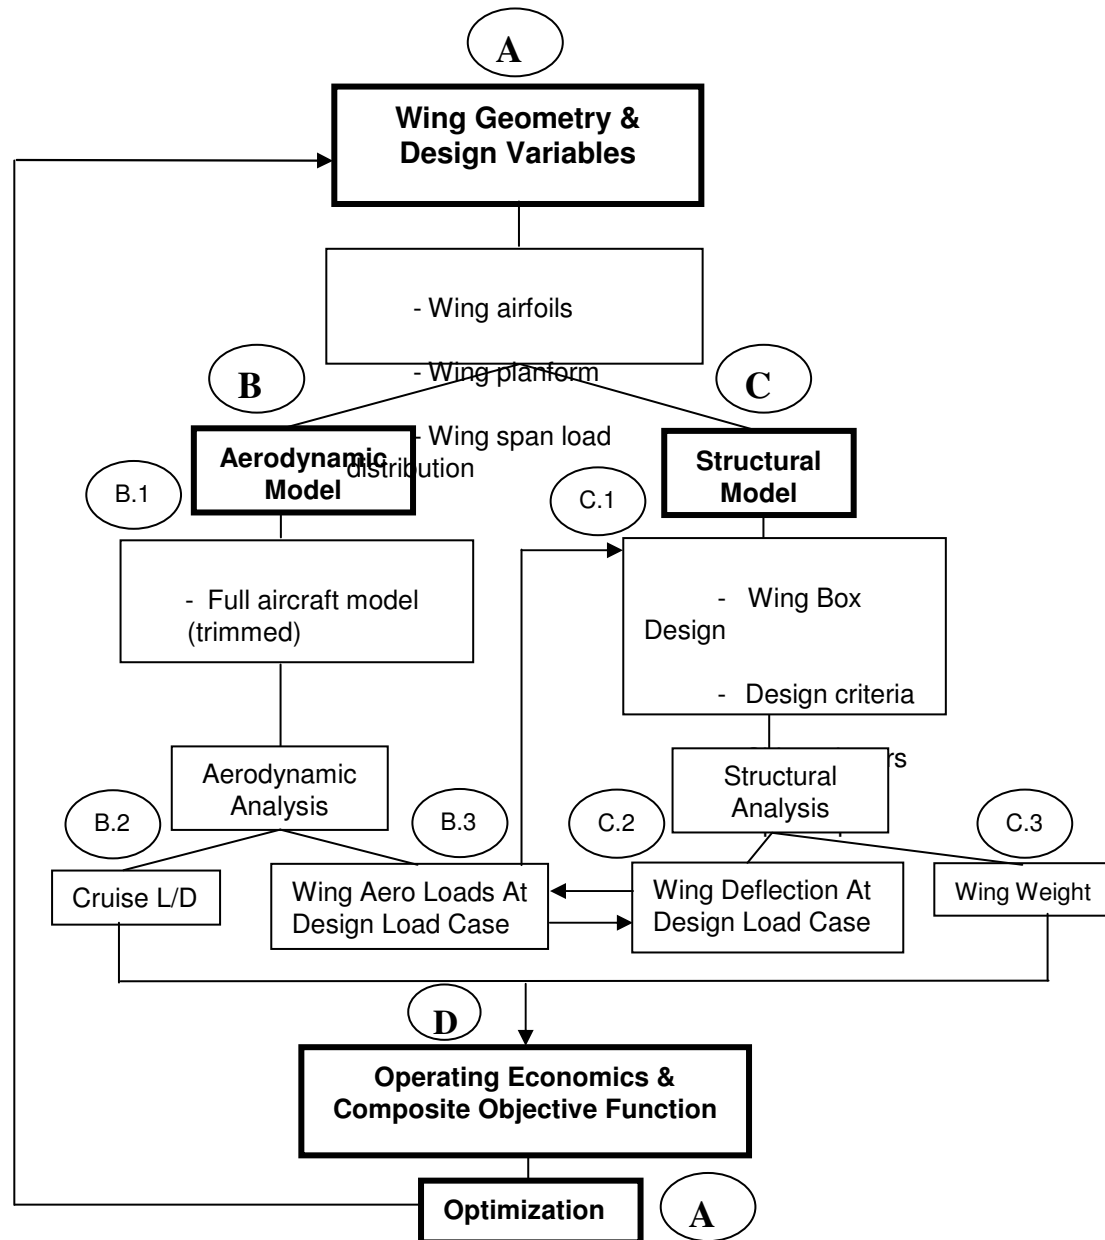 A
Wing Geometry &
Design Variables
- Wing airfoils
- Wing planform
- Wing span load
distribution
B
C
Aerodynamic
Model
Structural
Model
B.1
C.1
- Full aircraft model
(trimmed)
- Wing Box
Design
- Design criteria
rs
Aerodynamic
Analysis
Structural
Analysis
B.2
B.3
C.2
C.3
Cruise L/D
Wing Aero Loads At
Design Load Case
Wing Deflection At
Design Load Case
Wing Weight
D
Operating Economics &
Composite Objective Function
Optimization
A